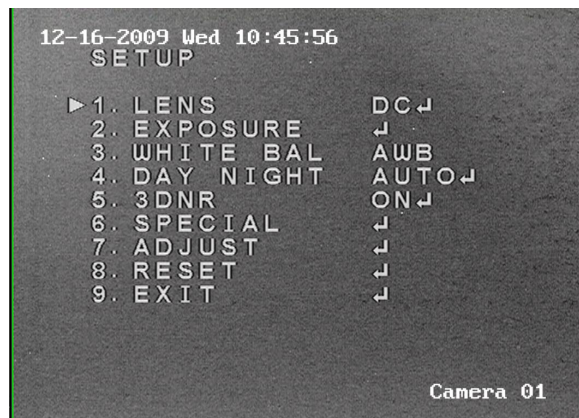 12-16-2009 Wed 10:45:56
SETUP
▷1. LENS DC↲
2. EXPOSURE ↲
3. WHITE BAL AWB
4. DAY NIGHT AUTO↲
5. 3DNR ON↲
6. SPECIAL ↲
7. ADJUST ↲
8. RESET ↲
9. EXIT ↲
Camera 01